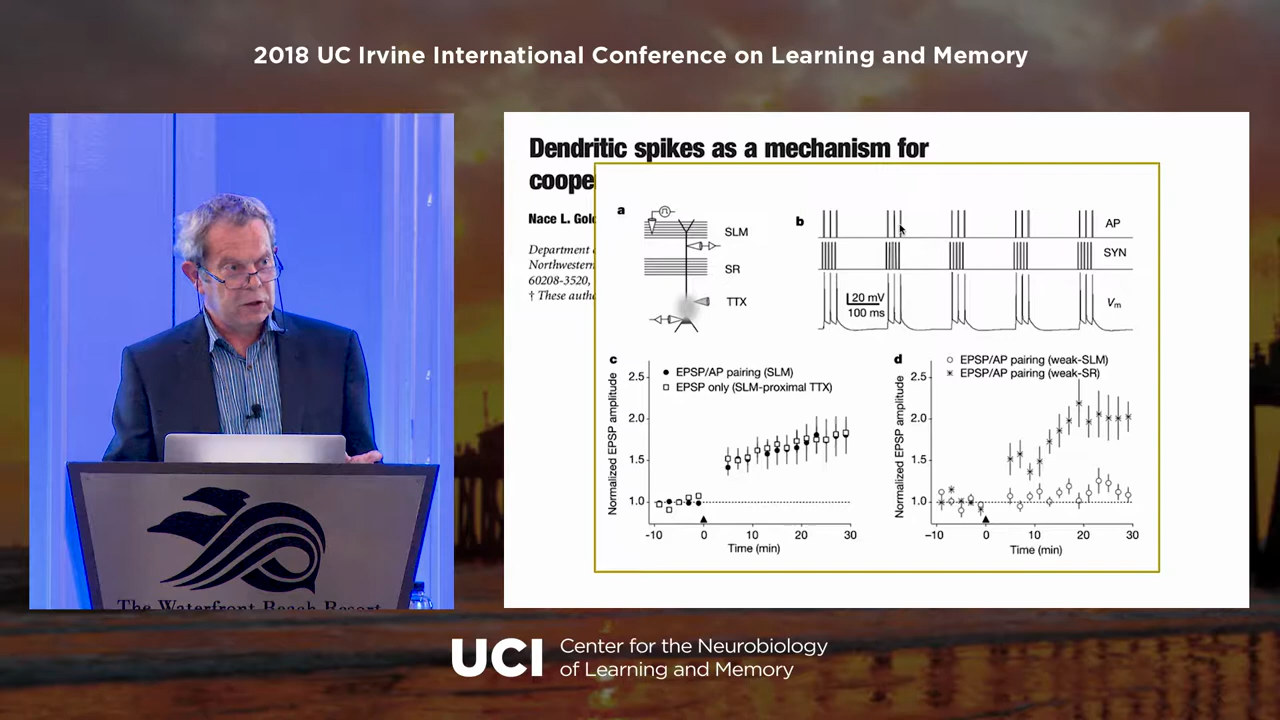 2018 UC Irvine International Conference on Learning and Memory
Dendritic spikes as a mechanism for
coope
Nace L. Gol
Department
Northwestern
60208-3520,
† These autho
a
SLM
SR
TTX
b
AP
SYN
Vm
20 mV
100 ms
c
EPSP/AP pairing (SLM)
EPSP only (SLM-proximal TTX)
Normalized EPSP amplitude
2.5
2.0
1.5
1.0
-10 0 10 20 30
Time (min)
d
EPSP/AP pairing (weak-SLM)
EPSP/AP pairing (weak-SR)
Normalized EPSP amplitude
2.5
2.0
1.5
1.0
-10 0 10 20 30
Time (min)
The Waterfront Beach Resort
UCI
Center for the Neurobiology
of Learning and Memory